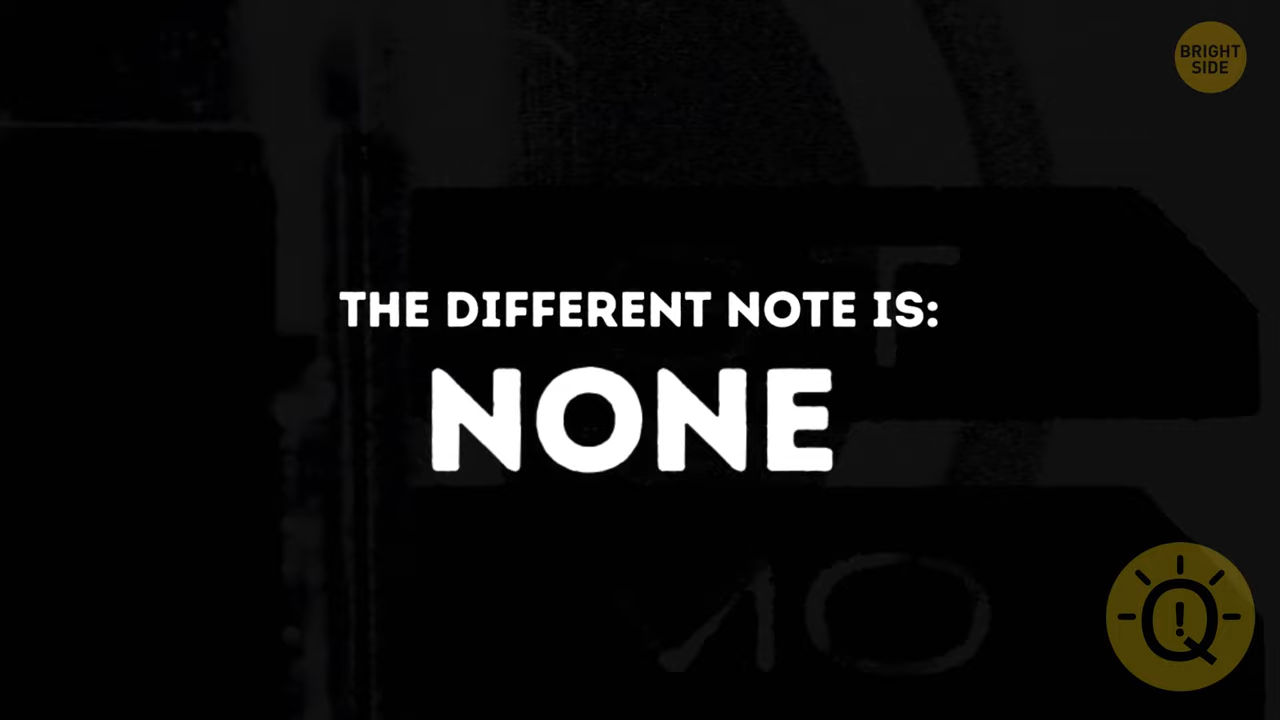 BRIGHT
SIDE
THE DIFFERENT NOTE IS:
NONE
Q!